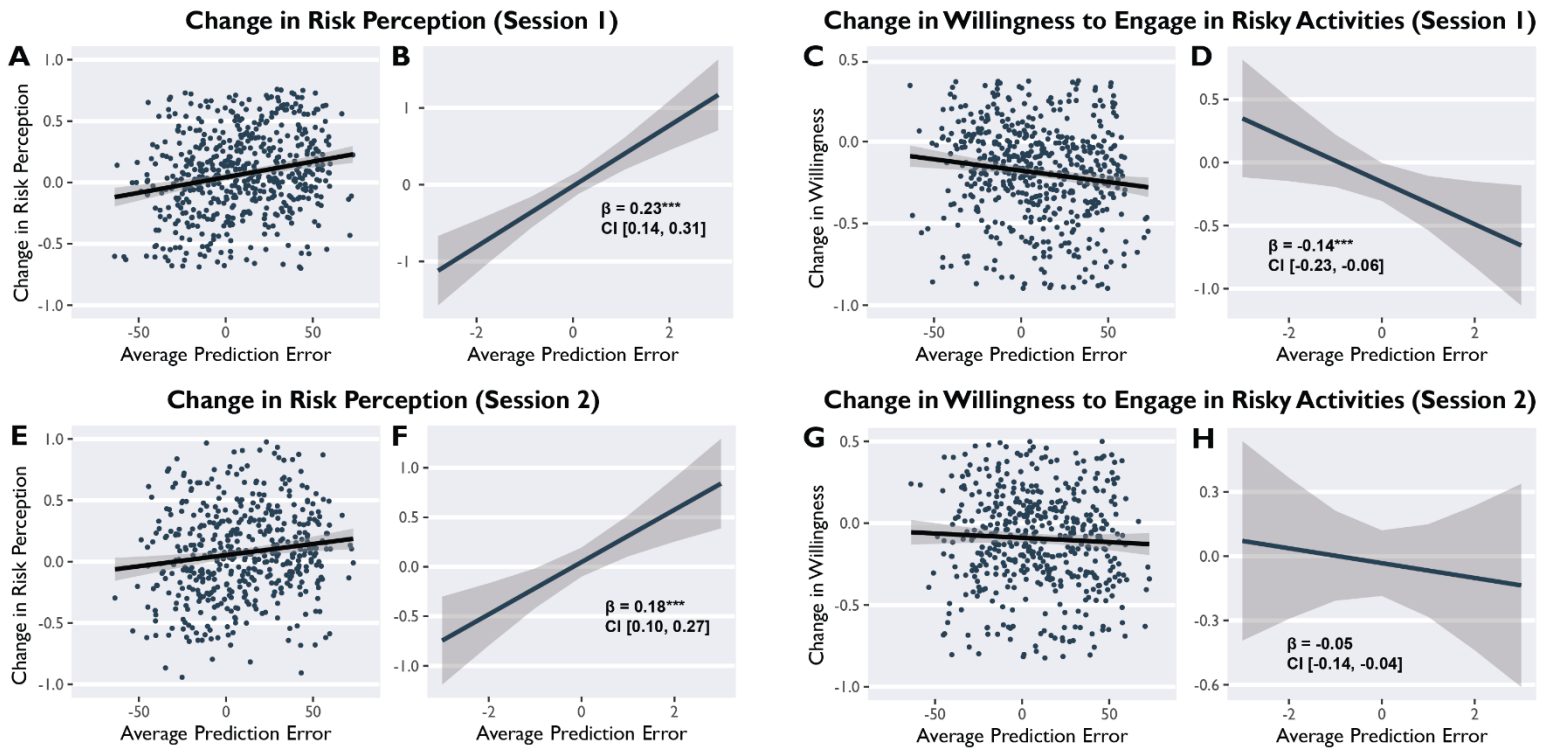 Change in Risk Perception (Session 1)
Change in Willingness to Engage in Risky Activities (Session 1)
A
B
C
D
Change in Risk Perception
1.0
0.5
0.0
-0.5
-1.0
-50
0
50
Average Prediction Error
1
0
-1
β = 0.23***
CI [0.14, 0.31]
-2
0
2
Average Prediction Error
Change in Willingness
0.5
0.0
-0.5
-1.0
-50
0
50
Average Prediction Error
0.5
0.0
-0.5
-1.0
β = -0.14***
CI [-0.23, -0.06]
-2
0
2
Average Prediction Error
Change in Risk Perception (Session 2)
Change in Willingness to Engage in Risky Activities (Session 2)
E
F
G
H
Change in Risk Perception
1.0
0.5
0.0
-0.5
-1.0
-50
0
50
Average Prediction Error
1.0
0.5
0.0
-0.5
-1.0
β = 0.18***
CI [0.10, 0.27]
-2
0
2
Average Prediction Error
Change in Willingness
0.5
0.0
-0.5
-1.0
-50
0
50
Average Prediction Error
0.3
0.0
-0.3
-0.6
β = -0.05
CI [-0.14, -0.04]
-2
0
2
Average Prediction Error